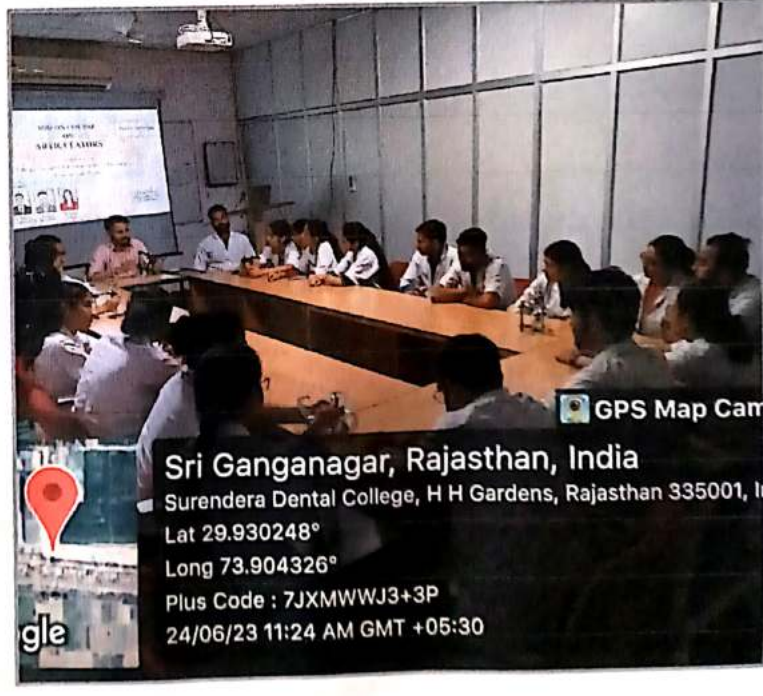 ARTICULATORS
GPS Map Cam
Sri Ganganagar, Rajasthan, India
Surendera Dental College, H H Gardens, Rajasthan 335001, I
Lat 29.930248°
Long 73.904326°
Plus Code : 7JXMWWJ3+3P
24/06/23 11:24 AM GMT +05:30
gle